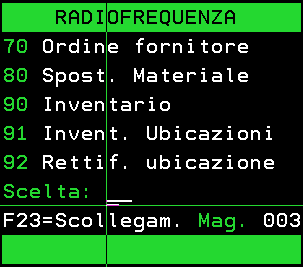 RADIOFREQUENZA
70 Ordine fornitore
80 Spost. Materiale
90 Inventario
91 Invent. Ubicazioni
92 Rettif. ubicazione
Scelta: __
F23=Scollegam. Mag. 003